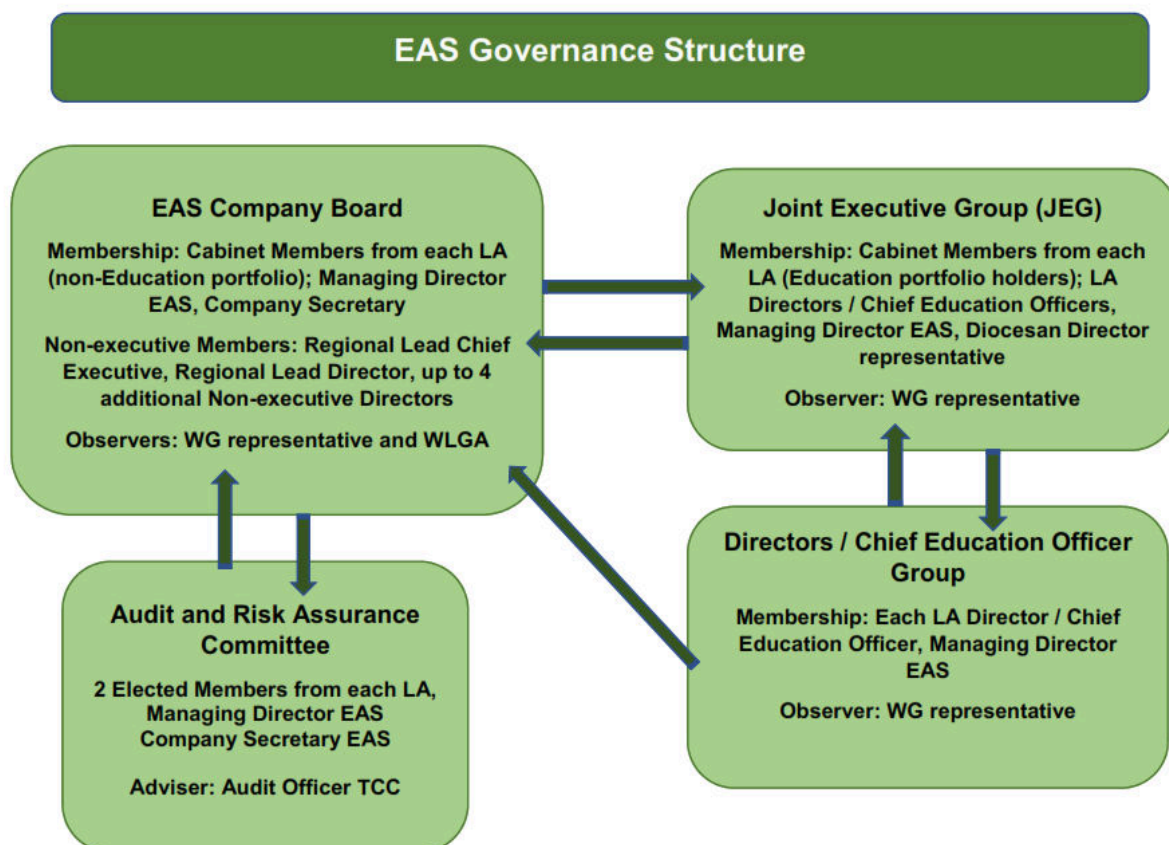 EAS Governance Structure
EAS Company Board
Membership: Cabinet Members from each LA
(non-Education portfolio); Managing Director
EAS, Company Secretary
Non-executive Members: Regional Lead Chief
Executive, Regional Lead Director, up to 4
additional Non-executive Directors
Observers: WG representative and WLGA
Joint Executive Group (JEG)
Membership: Cabinet Members from each
LA (Education portfolio holders); LA
Directors / Chief Education Officers,
Managing Director EAS, Diocesan Director
representative
Observer: WG representative
Audit and Risk Assurance
Committee
2 Elected Members from each LA,
Managing Director EAS
Company Secretary EAS
Adviser: Audit Officer TCC
Directors / Chief Education Officer
Group
Membership: Each LA Director / Chief
Education Officer, Managing Director
EAS
Observer: WG representative